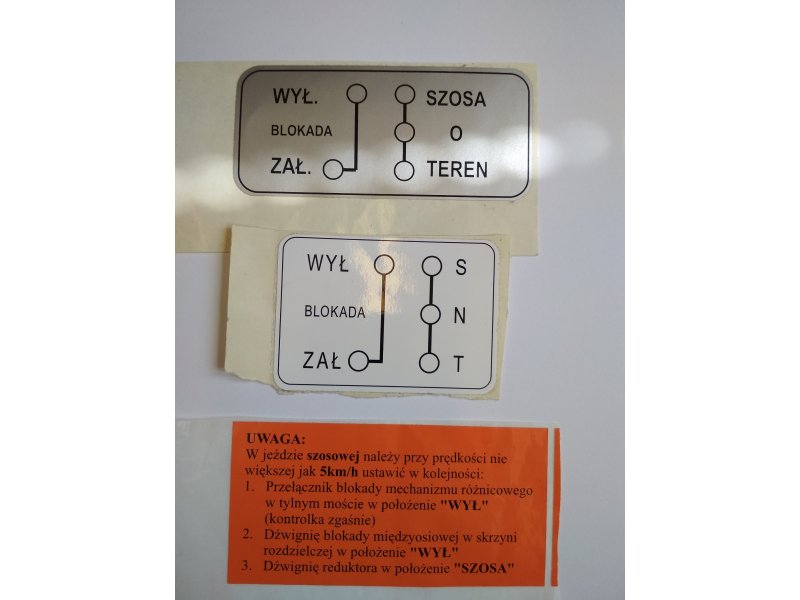 WYŁ. SZOSA
BLOKADA O
ZAŁ. TEREN
WYŁ S
BLOKADA N
ZAŁ T
UWAGA:
W jeździe szosowej należy przy prędkości nie
większej jak 5km/h ustawić w kolejności:
1. Przełącznik blokady mechanizmu różnicowego
w tylnym moście w położenie "WYŁ"
(kontrolka zgaśnie)
2. Dźwignię blokady międzyosiowej w skrzyni
rozdzielczej w położenie "WYŁ"
3. Dźwignię reduktora w położenie "SZOSA"